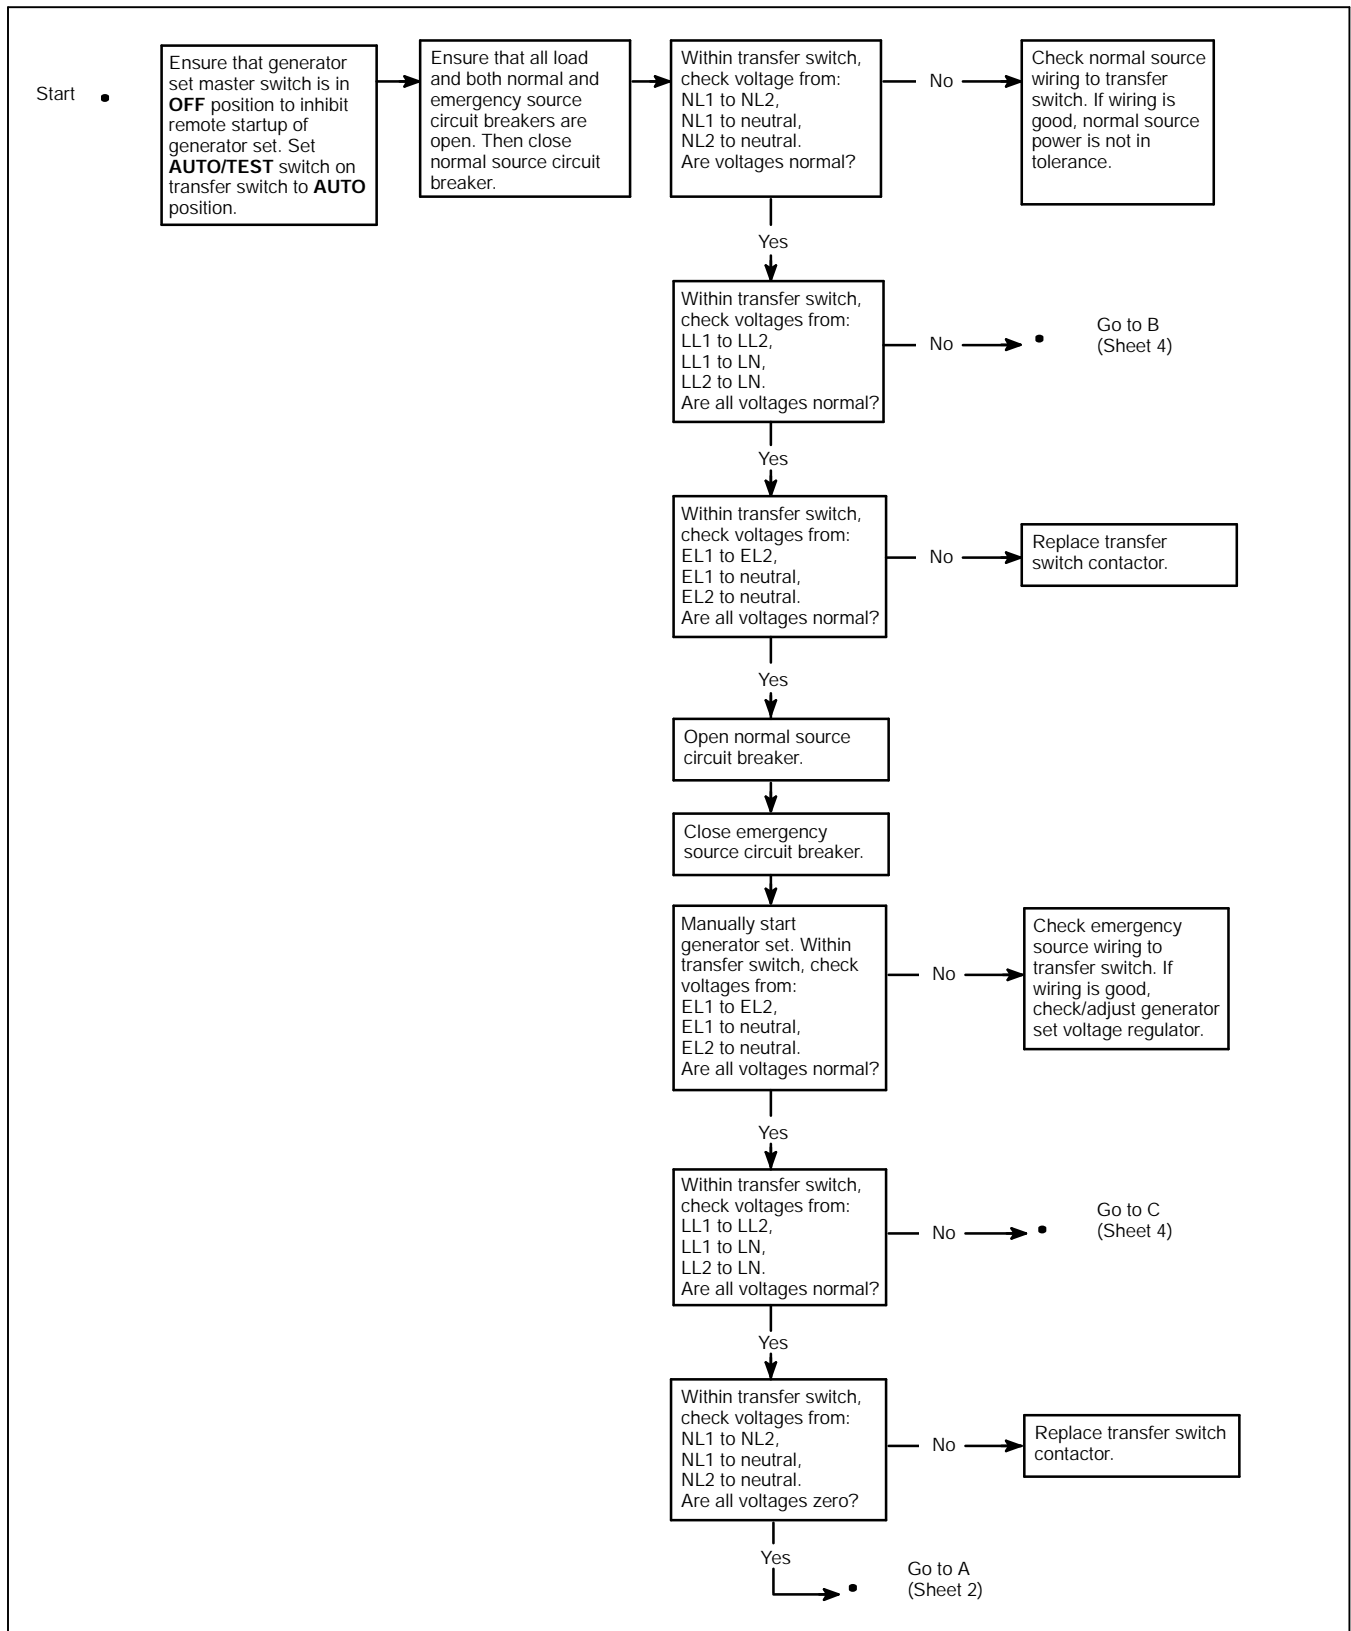 Start
Ensure that generator
set master switch is in
OFF position to inhibit
remote startup of
generator set. Set
AUTO/TEST switch on
transfer switch to AUTO
position.
Ensure that all load
and both normal and
emergency source
circuit breakers are
open. Then close
normal source circuit
breaker.
Within transfer switch,
check voltage from:
NL1 to NL2,
NL1 to neutral,
NL2 to neutral.
Are voltages normal?
No
Check normal source
wiring to transfer
switch. If wiring is
good, normal source
power is not in
tolerance.
Yes
Within transfer switch,
check voltages from:
LL1 to LL2,
LL1 to LN,
LL2 to LN.
Are all voltages normal?
No
Go to B
(Sheet 4)
Yes
Within transfer switch,
check voltages from:
EL1 to EL2,
EL1 to neutral,
EL2 to neutral.
Are all voltages normal?
No
Replace transfer
switch contactor.
Yes
Open normal source
circuit breaker.
Close emergency
source circuit breaker.
Manually start
generator set. Within
transfer switch, check
voltages from:
EL1 to EL2,
EL1 to neutral,
EL2 to neutral.
Are all voltages normal?
No
Check emergency
source wiring to
transfer switch. If
wiring is good,
check/adjust generator
set voltage regulator.
Yes
Within transfer switch,
check voltages from:
LL1 to LL2,
LL1 to LN,
LL2 to LN.
Are all voltages normal?
No
Go to C
(Sheet 4)
Yes
Within transfer switch,
check voltages from:
NL1 to NL2,
NL1 to neutral,
NL2 to neutral.
Are all voltages zero?
No
Replace transfer switch
contactor.
Yes
Go to A
(Sheet 2)